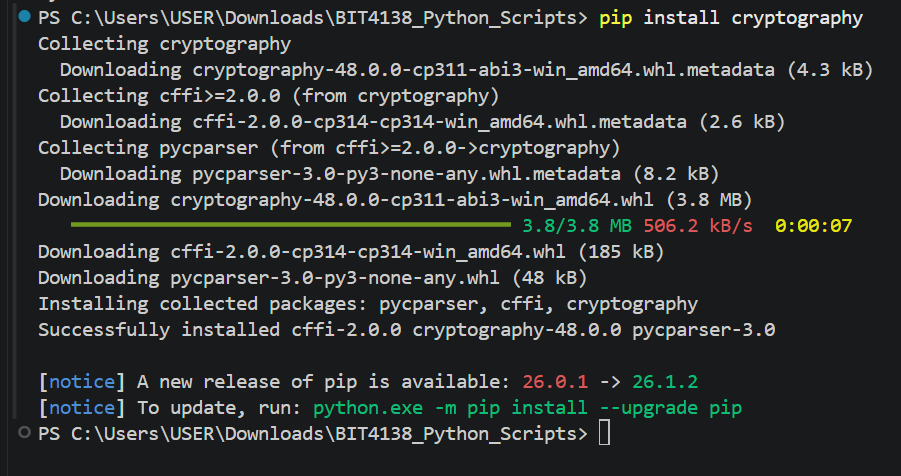 PS C:\Users\USER\Downloads\BIT4138_Python_Scripts> pip install cryptography
Collecting cryptography
  Downloading cryptography-48.0.0-cp311-abi3-win_amd64.whl.metadata (4.3 kB)
Collecting cffi>=2.0.0 (from cryptography)
  Downloading cffi-2.0.0-cp314-cp314-win_amd64.whl.metadata (2.6 kB)
Collecting pycparser (from cffi>=2.0.0->cryptography)
  Downloading pycparser-3.0-py3-none-any.whl.metadata (8.2 kB)
Downloading cryptography-48.0.0-cp311-abi3-win_amd64.whl (3.8 MB)
3.8/3.8 MB 506.2 kB/s  0:00:07
Downloading cffi-2.0.0-cp314-cp314-win_amd64.whl (185 kB)
Downloading pycparser-3.0-py3-none-any.whl (48 kB)
Installing collected packages: pycparser, cffi, cryptography
Successfully installed cffi-2.0.0 cryptography-48.0.0 pycparser-3.0
[notice] A new release of pip is available: 26.0.1 -> 26.1.2
[notice] To update, run: python.exe -m pip install --upgrade pip
PS C:\Users\USER\Downloads\BIT4138_Python_Scripts>